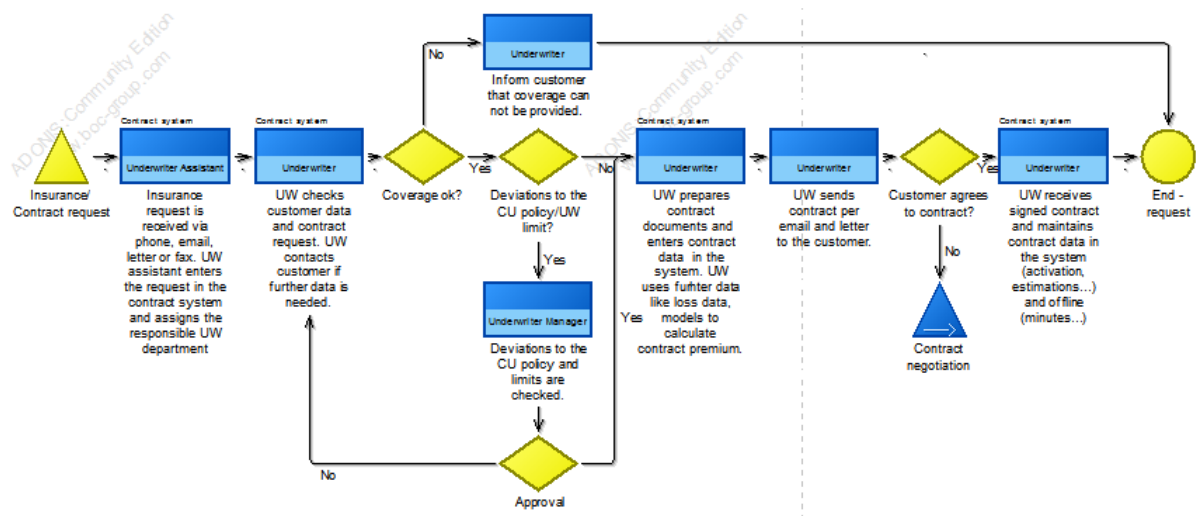 ADONIS:Community Edition
www.boc-group.com
No
Underwriter
Inform customer
that coverage can
not be provided.
ADONIS:Community Edition
www.boc-group.com
Insurance/
Contract request
Contract system
Underwriter Assistant
Insurance
request is
received via
phone, email,
letter or fax. UW
assistant enters
the request in the
contract system
and assigns the
responsible UW
department
Contract system
Underwriter
UW checks
customer data
and contract
request. UW
contacts
customer if
further data is
needed.
Coverage ok?
Yes
Deviations to the
CU policy/UW
limit?
No
Yes
Underwriter Manager
Deviations to the
CU policy and
limits are
checked.
Approval
No
Yes
Contract system
Underwriter
UW prepares
contract
documents and
enters contract
data in the
system. UW
uses furhter data
like loss data,
models to
calculate
contract premium.
Underwriter
UW sends
contract per
email and letter
to the customer.
Customer agrees
to contract?
Yes
No
Contract
negotiation
Contract system
Underwriter
UW receives
signed contract
and maintains
contract data in
the system
(activation,
estimations...)
and offline
(minutes...)
End -
request